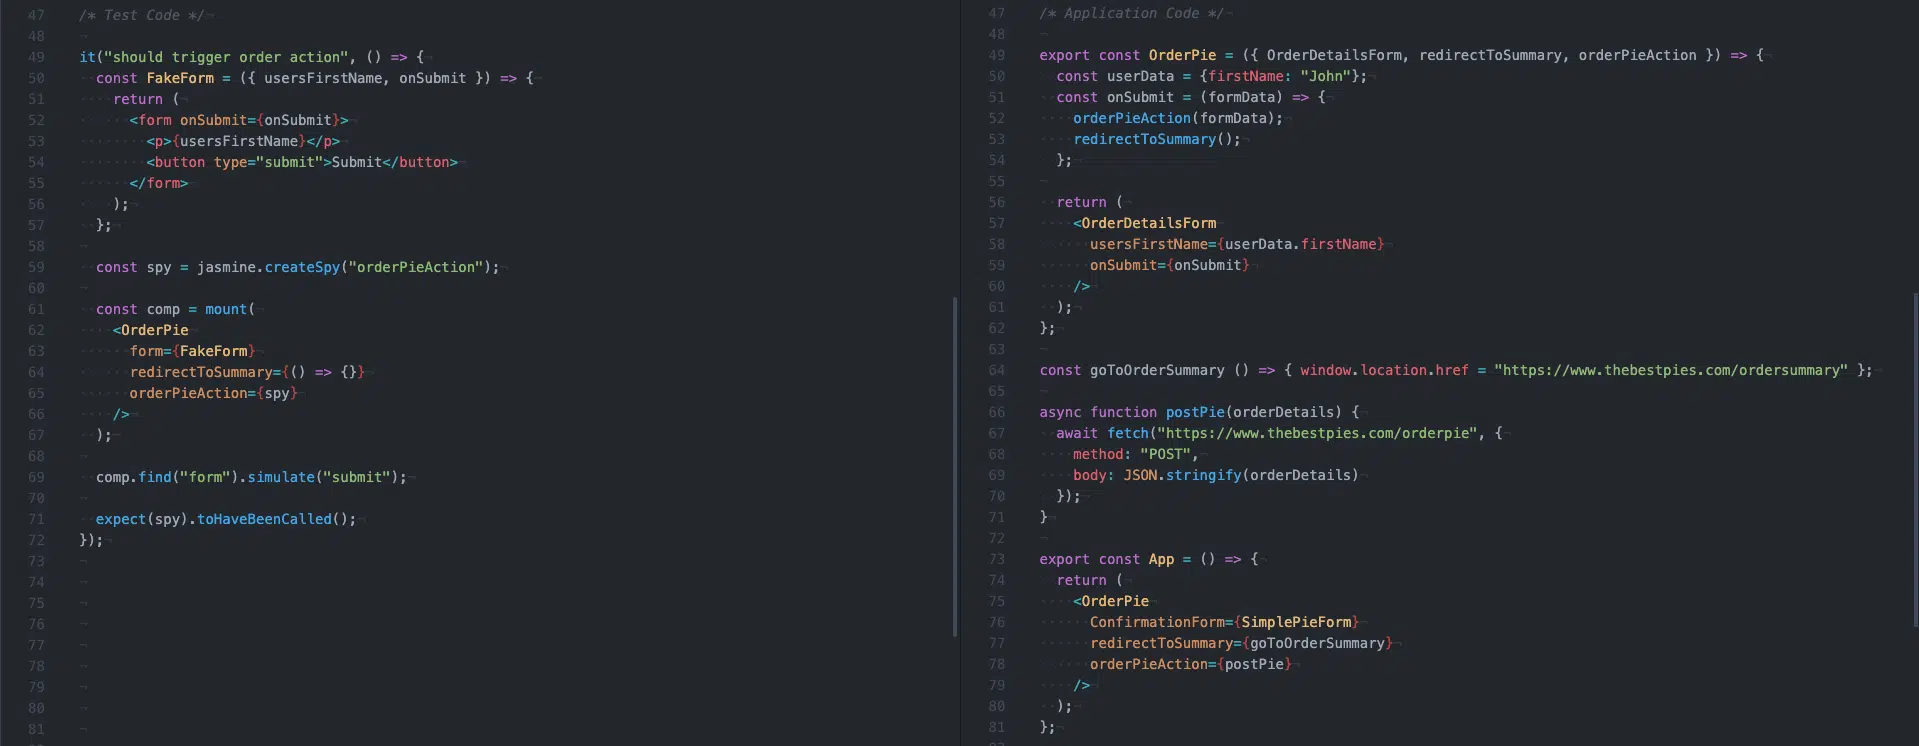 47 /* Test Code */
48
49 it("should trigger order action", () => {
50 const FakeForm = ({ usersFirstName, onSubmit }) => {
51 return (
52 <form onSubmit={onSubmit}>
53 <p>{usersFirstName}</p>
54 <button type="submit">Submit</button>
55 </form>
56 );
57 };
58
59 const spy = jasmine.createSpy("orderPieAction");
60
61 const comp = mount(
62 <OrderPie
63 form={FakeForm}
64 redirectToSummary={() => {}}
65 orderPieAction={spy}
66 />
67 );
68
69 comp.find("form").simulate("submit");
70
71 expect(spy).toHaveBeenCalled();
72 });
73
74
75
76
77
78
79
80
81
47 /* Application Code */
48
49 export const OrderPie = ({ OrderDetailsForm, redirectToSummary, orderPieAction }) => {
50 const userData = {firstName: "John"};
51 const onSubmit = (formData) => {
52 orderPieAction(formData);
53 redirectToSummary();
54 };
55
56 return (
57 <OrderDetailsForm
58 usersFirstName={userData.firstName}
59 onSubmit={onSubmit}
60 />
61 );
62 };
63
64 const goToOrderSummary () => { window.location.href = "https://www.thebestpies.com/ordersummary" };
65
66 async function postPie(orderDetails) {
67 await fetch("https://www.thebestpies.com/orderpie", {
68 method: "POST",
69 body: JSON.stringify(orderDetails)
70 });
71 }
72
73 export const App = () => {
74 return (
75 <OrderPie
76 ConfirmationForm={SimplePieForm}
77 redirectToSummary={goToOrderSummary}
78 orderPieAction={postPie}
79 />
80 );
81 };